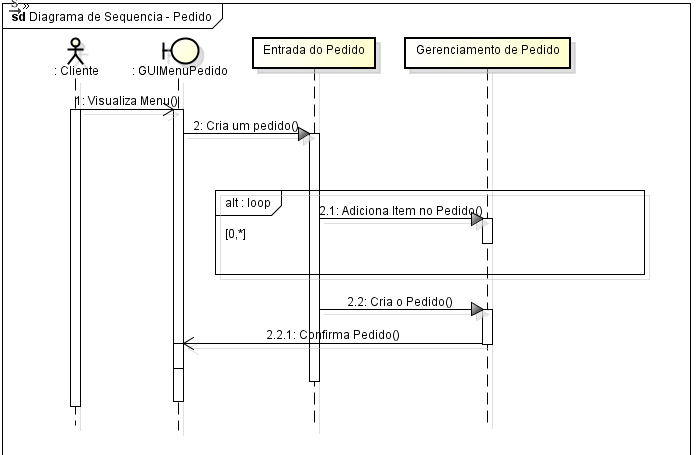 sd Diagrama de Sequencia - Pedido
: Cliente
: GUIMenuPedido
Entrada do Pedido
Gerenciamento de Pedido
1: Visualiza Menu()
2: Cria um pedido()
alt : loop
2.1: Adiciona Item no Pedido()
[0,*]
2.2: Cria o Pedido()
2.2.1: Confirma Pedido()